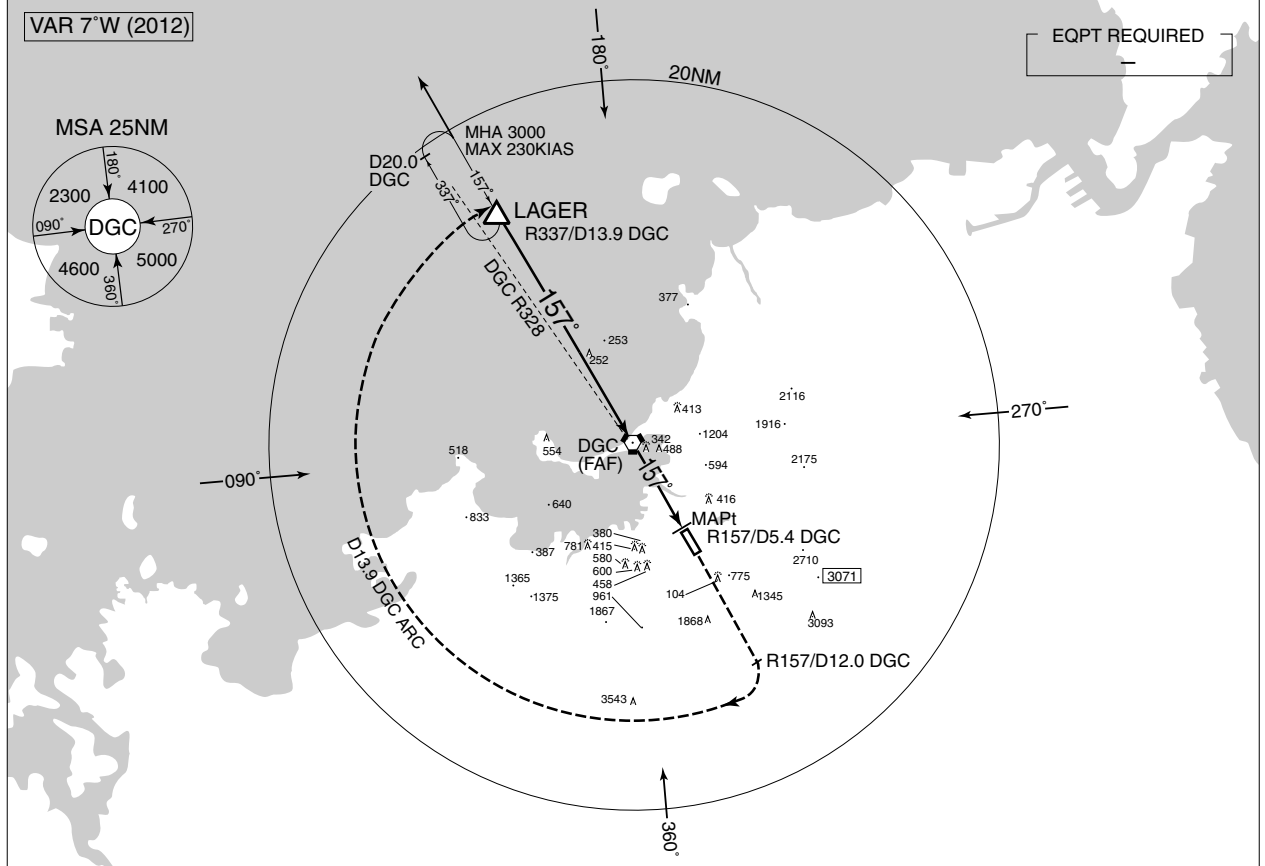 VAR 7°W (2012)
EQPT REQUIRED
–
180°
20NM
MSA 25NM
180°
2300
4100
090°
DGC
270°
4600
5000
360°
MHA 3000
MAX 230KIAS
D20.0
DGC
337°
157°
LAGER
R337/D13.9 DGC
DGC R328
157°
377
253
252
2116
413
1916
270°
1204
342
488
DGC
(FAF)
554
518
594
2175
090°
157°
640
416
833
MAPt
R157/D5.4 DGC
380
781
415
387
580
600
2710
458
775
3071
1365
104
961
1375
1345
1867
1868
3093
D13.9 DGC ARC
R157/D12.0 DGC
3543
360°